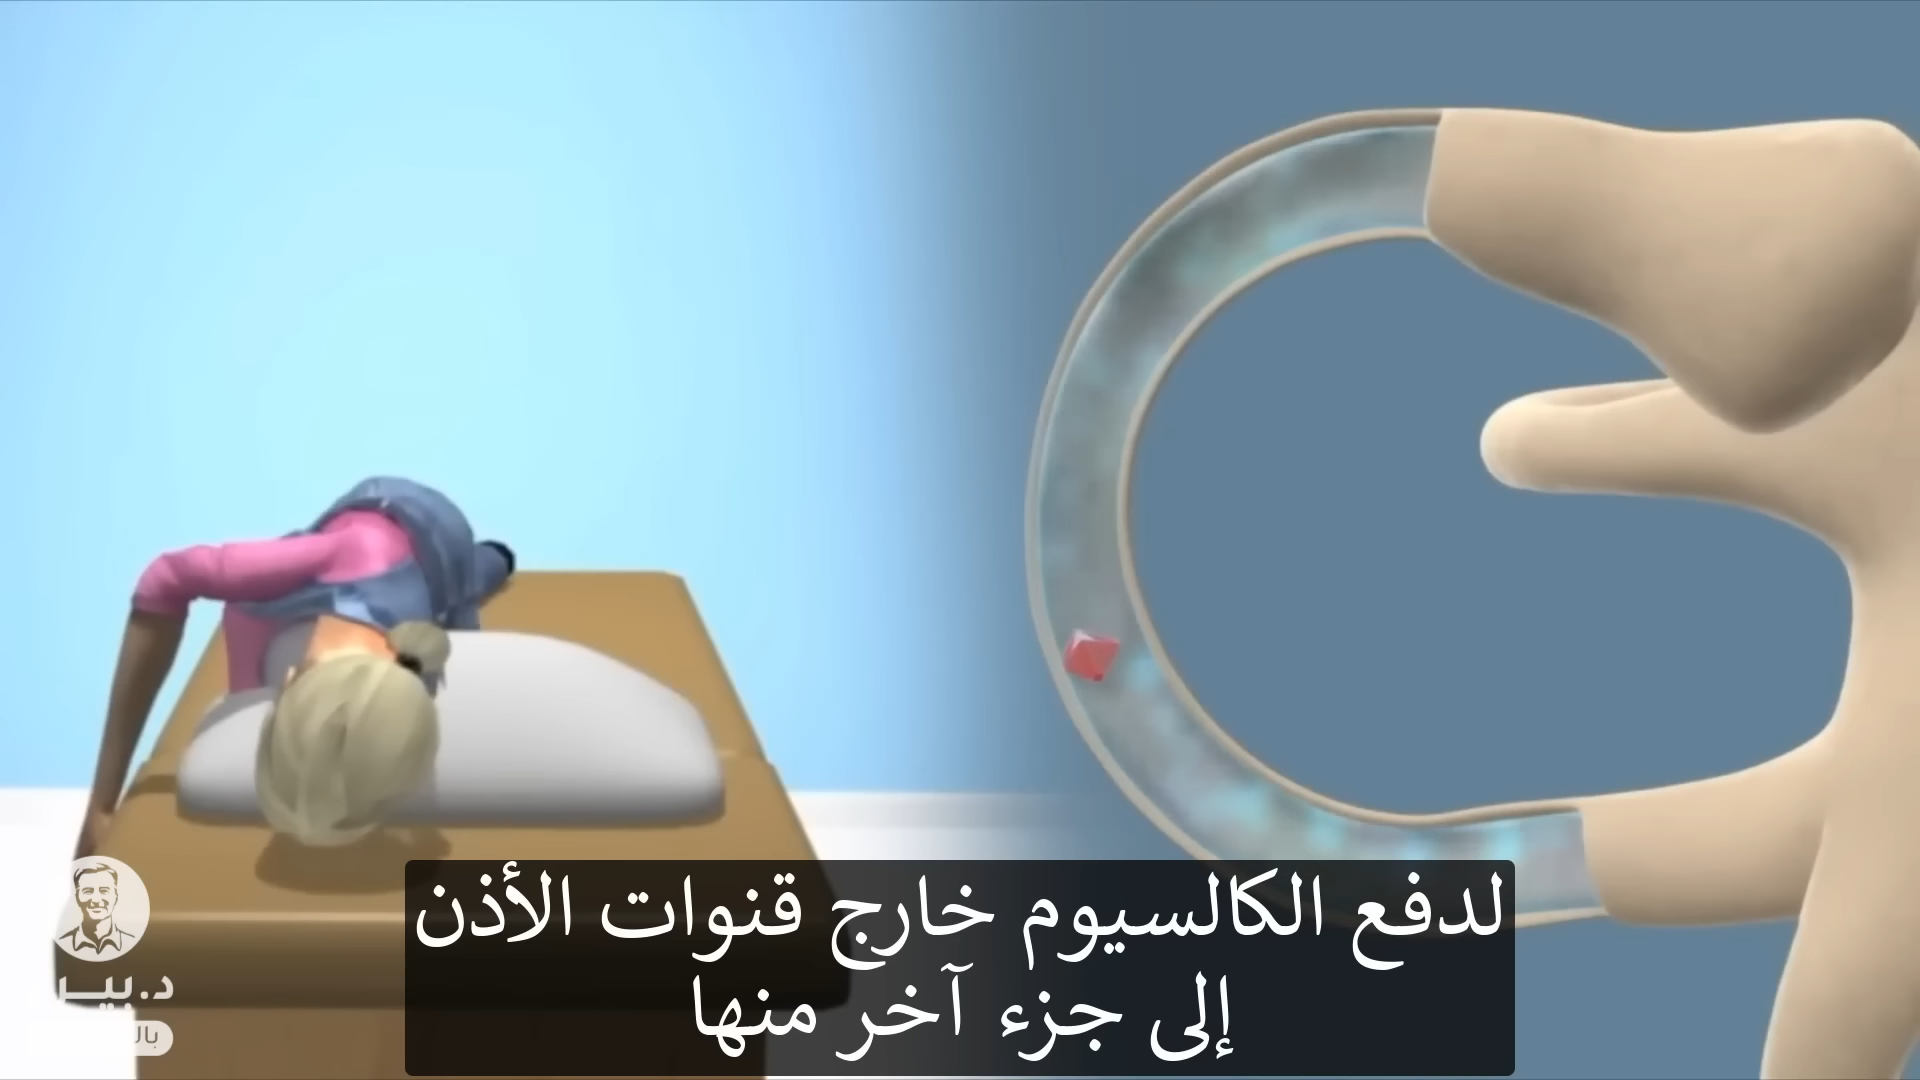 لدفع الكالسيوم خارج قنوات الأذن
إلى جزء آخر منها